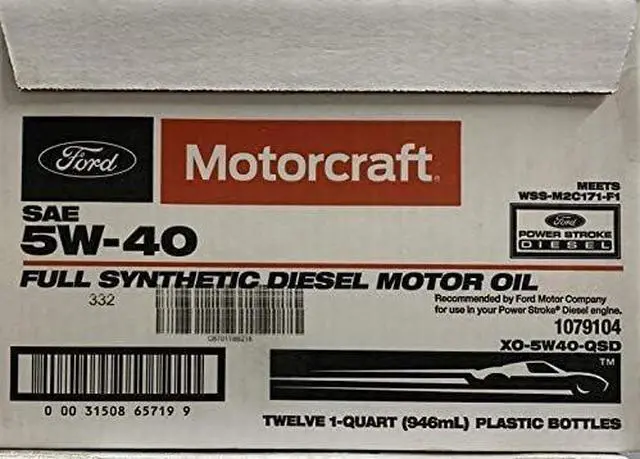 Ford
Motorcraft®
MEETS
WSS-M2C171-F1
SAE
5W-40
Ford
POWER STROKE
DIESEL
FULL SYNTHETIC DIESEL MOTOR OIL
332
Recommended by Ford Motor Company
for use in your Power Stroke® Diesel engine.
1079104
XO-5W40-QSD
TM
0 00 31508 65719 9
TWELVE 1-QUART (946mL) PLASTIC BOTTLES